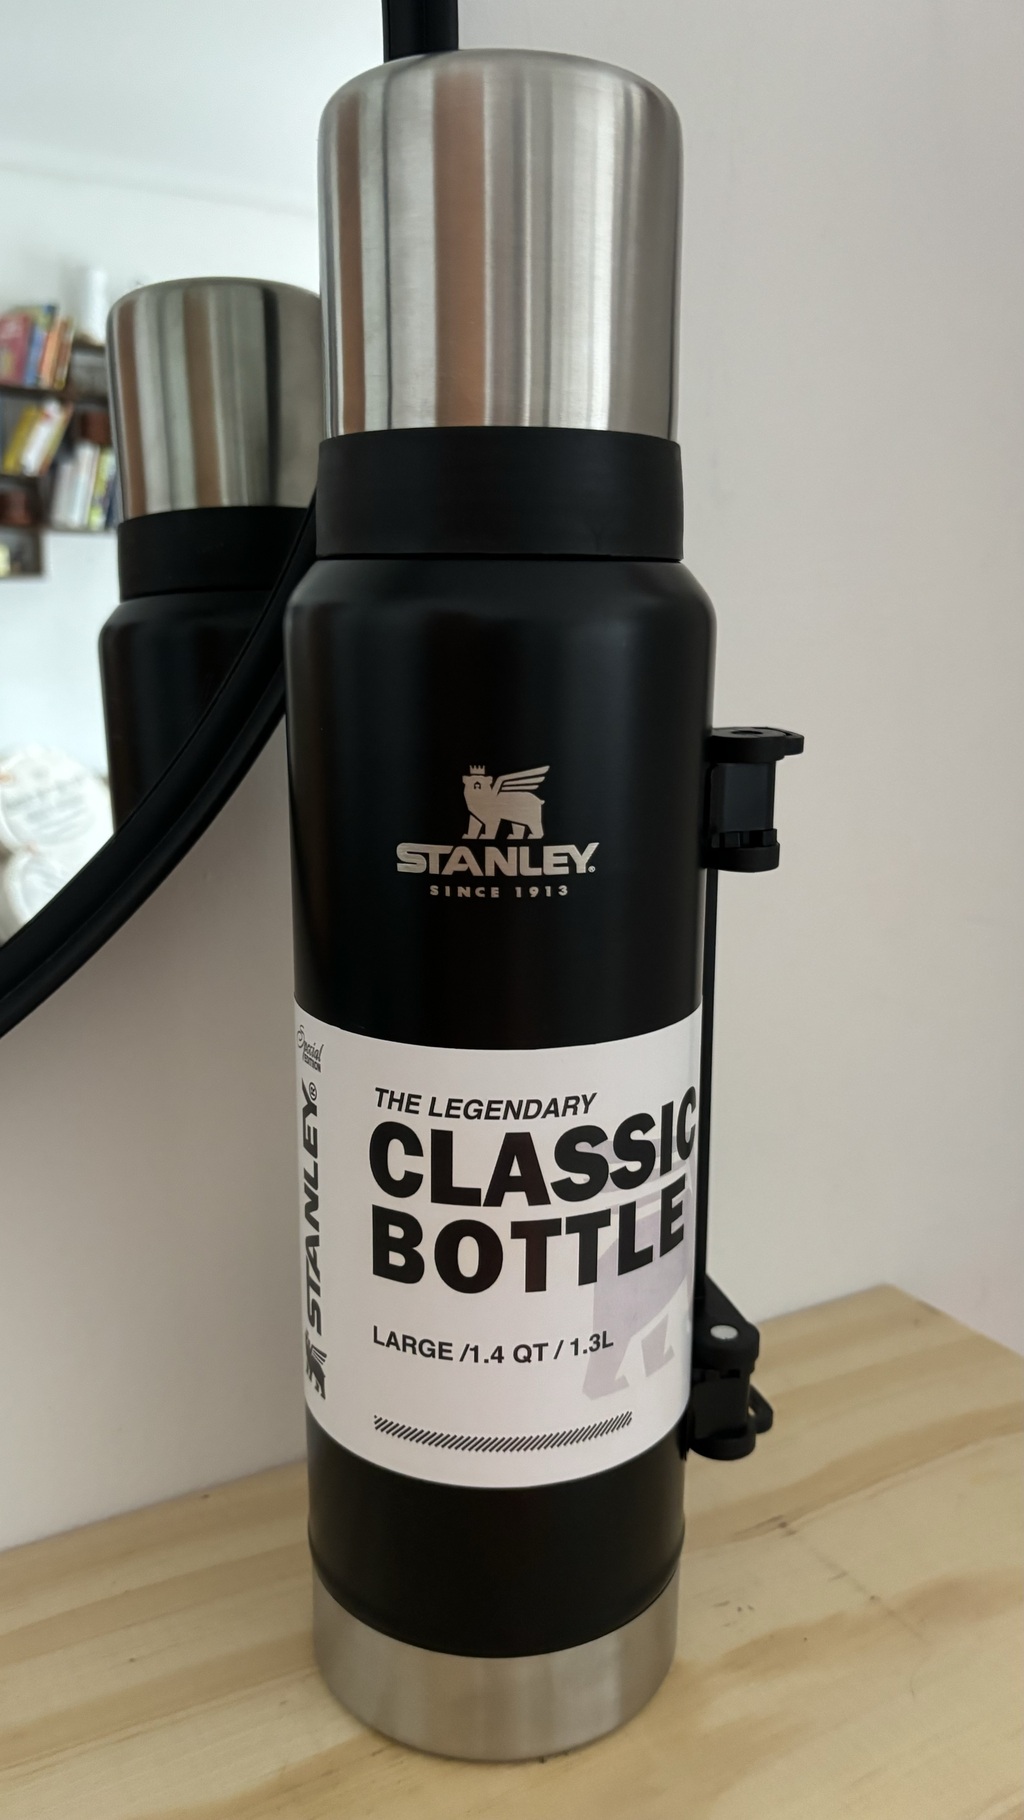 STANLEY®
SINCE 1913
Special
EDITION
STANLEY®
THE LEGENDARY
CLASSIC
BOTTLE
LARGE /1.4 QT / 1.3L